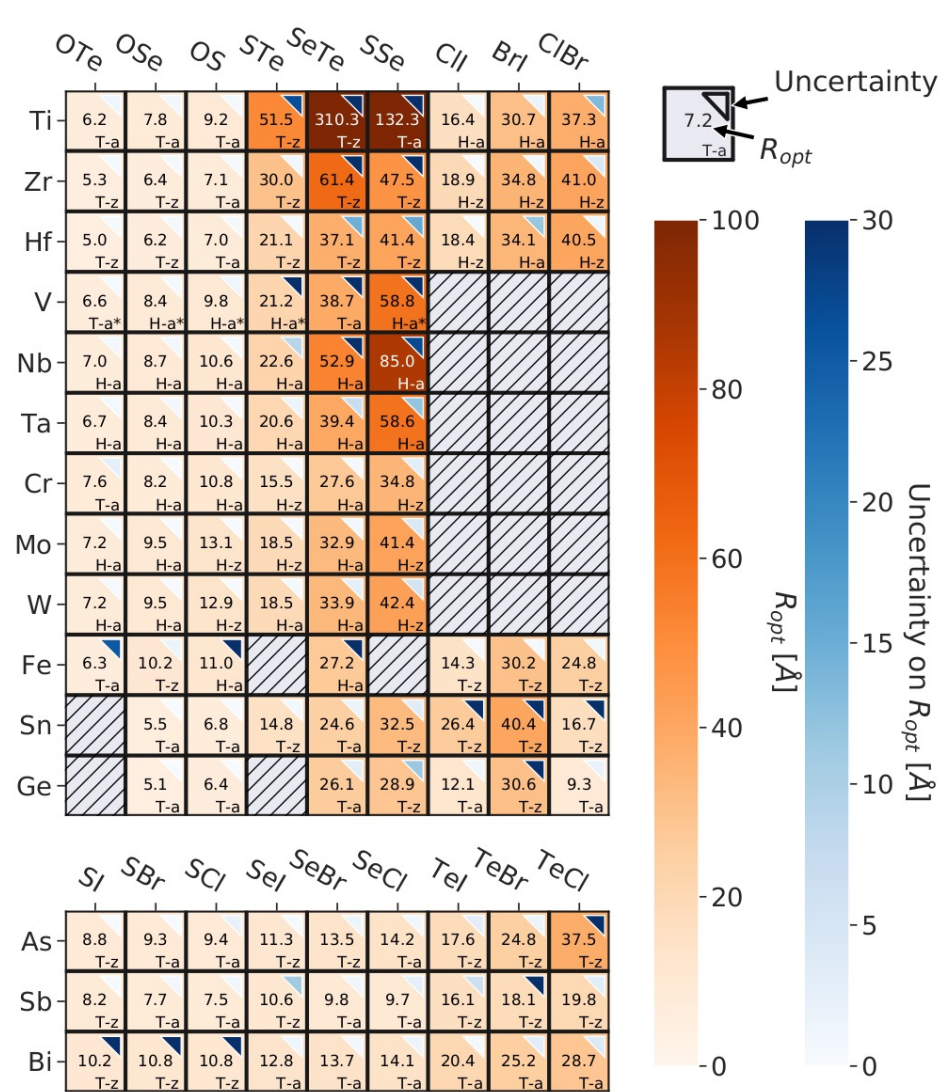 OTe OSe OS STe SeTe SSe ClI BrI ClBr
Ti 6.2 T-a 7.8 T-a 9.2 T-a 51.5 T-z 310.3 T-z 132.3 T-a 16.4 H-a 30.7 H-a 37.3 H-a
Zr 5.3 T-z 6.4 T-z 7.1 T-a 30.0 T-z 61.4 T-z 47.5 T-z 18.9 H-z 34.8 H-a 41.0 H-z
Hf 5.0 T-z 6.2 T-z 7.0 T-a 21.1 T-z 37.1 T-z 41.4 T-z 18.4 H-z 34.1 H-a 40.5 H-z
V 6.6 T-a* 8.4 H-a* 9.8 H-a* 21.2 H-a* 38.7 T-a 58.8 H-a*
Nb 7.0 H-a 8.7 H-a 10.6 H-a 22.6 H-a 52.9 H-a 85.0 H-a
Ta 6.7 H-a 8.4 H-a 10.3 H-a 20.6 H-a 39.4 H-a 58.6 H-a
Cr 7.6 T-a 8.2 H-a 10.8 H-a 15.5 H-z 27.6 H-a 34.8 H-z
Mo 7.2 H-a 9.5 H-a 13.1 H-z 18.5 H-z 32.9 H-a 41.4 H-z
W 7.2 H-a 9.5 H-a 12.9 H-z 18.5 H-z 33.9 H-a 42.4 H-z
Fe 6.3 T-a 10.2 T-z 11.0 H-a 27.2 H-a 14.3 T-z 30.2 T-z 24.8 T-z
Sn 5.5 T-a 6.8 T-a 14.8 T-z 24.6 T-a 32.5 T-z 26.4 T-z 40.4 T-z 16.7 T-z
Ge 5.1 T-a 6.4 T-a 26.1 T-a 28.9 T-z 12.1 T-a 30.6 T-z 9.3 T-a
SI SBr SCl SeI SeBr SeCl TeI TeBr TeCl
As 8.8 T-z 9.3 T-a 9.4 T-a 11.3 T-z 13.5 T-a 14.2 T-a 17.6 T-z 24.8 T-z 37.5 T-z
Sb 8.2 T-z 7.7 T-a 7.5 T-a 10.6 T-z 9.8 T-a 9.7 T-a 16.1 T-z 18.1 T-z 19.8 T-a
Bi 10.2 T-z 10.8 T-z 10.8 T-z 12.8 T-a 13.7 T-a 14.1 T-a 20.4 T-z 25.2 T-z 28.7 T-a
Uncertainty
7.2 T-a
R_opt
100
80
60
40
20
0
R_opt [Å]
30
25
20
15
10
5
0
Uncertainty on R_opt [Å]